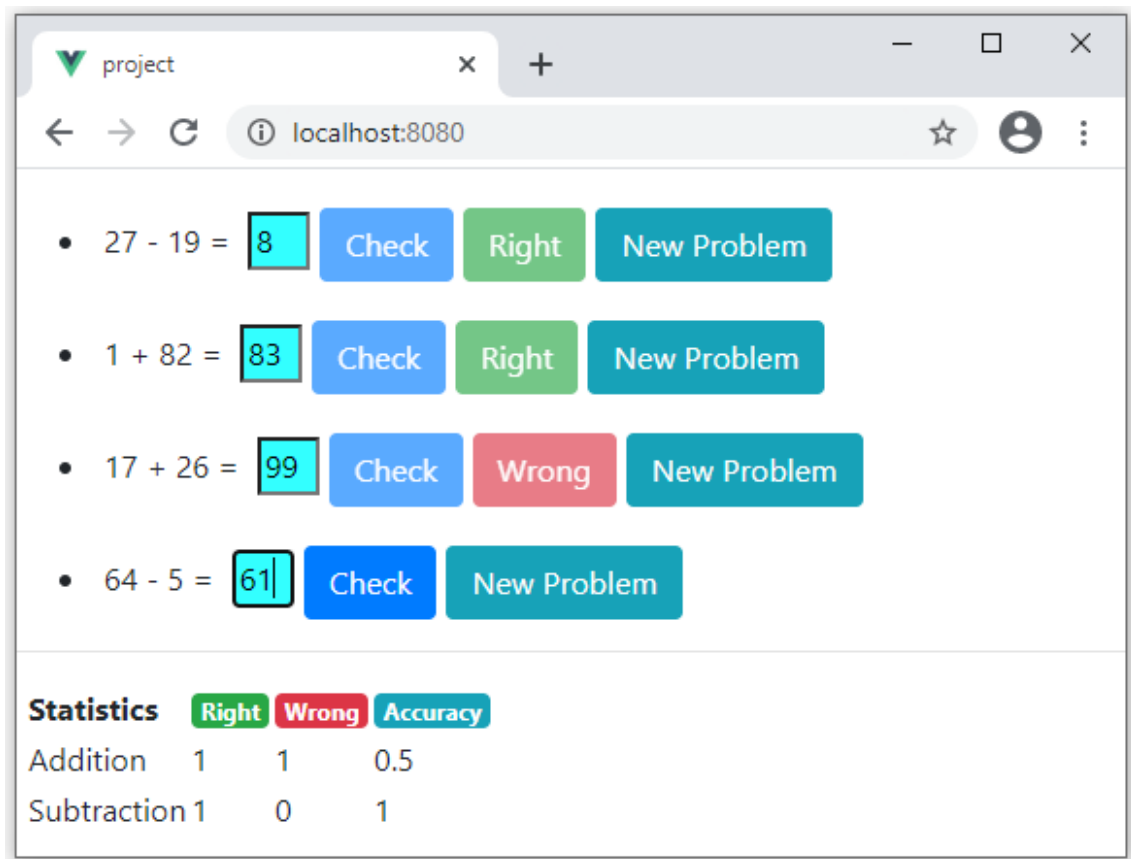 project
localhost:8080
• 27 - 19 = 8 Check Right New Problem
• 1 + 82 = 83 Check Right New Problem
• 17 + 26 = 99 Check Wrong New Problem
• 64 - 5 = 61 Check New Problem
Statistics Right Wrong Accuracy
Addition 1 1 0.5
Subtraction 1 0 1